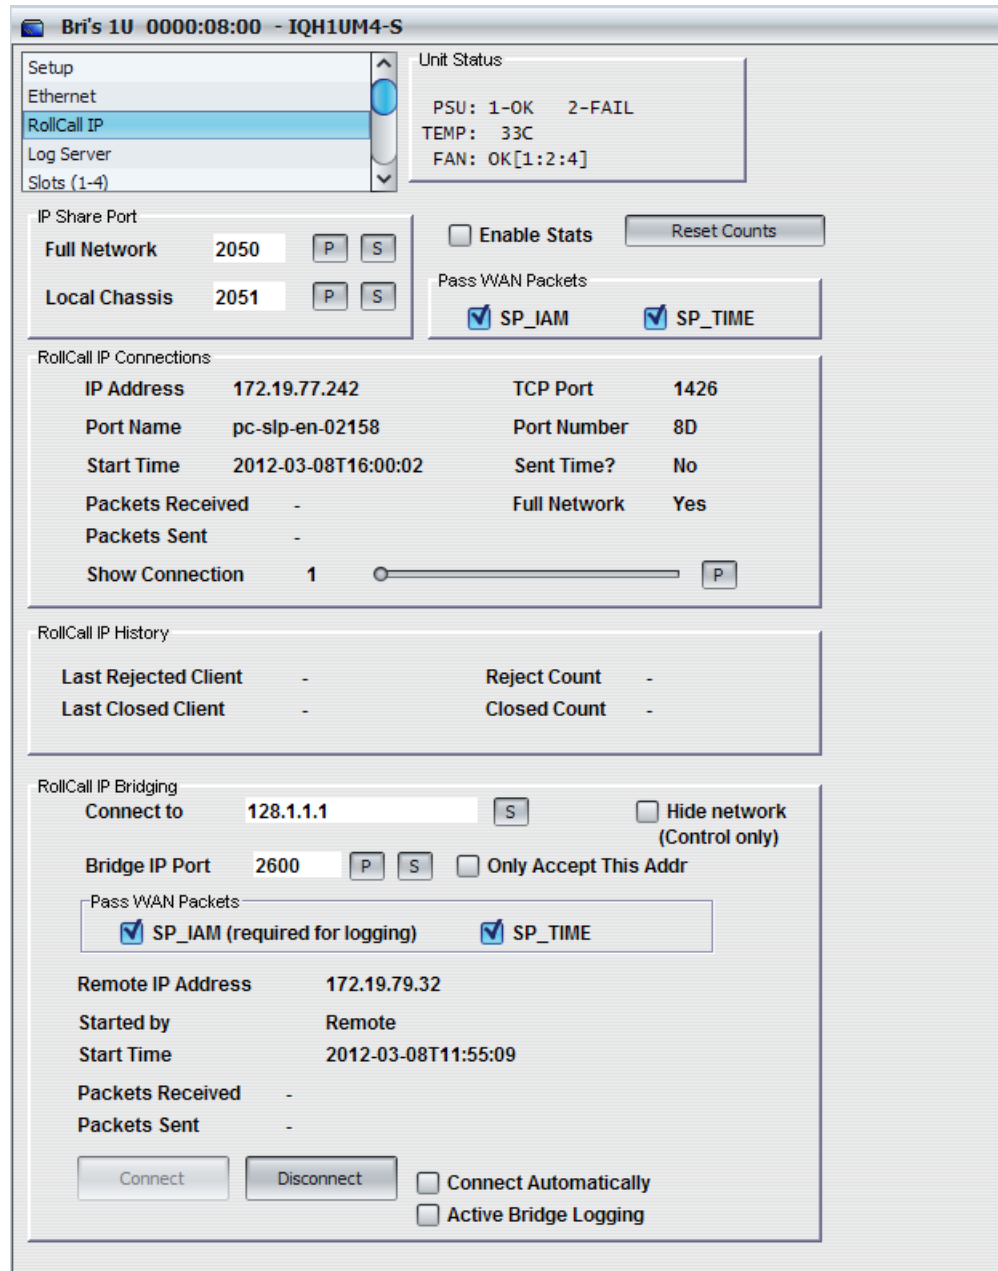 Bri's 1U 0000:08:00 - IQH1UM4-S
Setup
Ethernet
RollCall IP
Log Server
Slots (1-4)
Unit Status
PSU: 1-OK 2-FAIL
TEMP: 33C
FAN: OK[1:2:4]
IP Share Port
Full Network 2050 P S
Local Chassis 2051 P S
Enable Stats Reset Counts
Pass WAN Packets
SP_IAM SP_TIME
RollCall IP Connections
IP Address 172.19.77.242 TCP Port 1426
Port Name pc-slp-en-02158 Port Number 8D
Start Time 2012-03-08T16:00:02 Sent Time? No
Packets Received - Full Network Yes
Packets Sent -
Show Connection 1 P
RollCall IP History
Last Rejected Client - Reject Count -
Last Closed Client - Closed Count -
RollCall IP Bridging
Connect to 128.1.1.1 S Hide network
(Control only)
Bridge IP Port 2600 P S Only Accept This Addr
Pass WAN Packets
SP_IAM (required for logging) SP_TIME
Remote IP Address 172.19.79.32
Started by Remote
Start Time 2012-03-08T11:55:09
Packets Received -
Packets Sent -
Connect Disconnect Connect Automatically
Active Bridge Logging